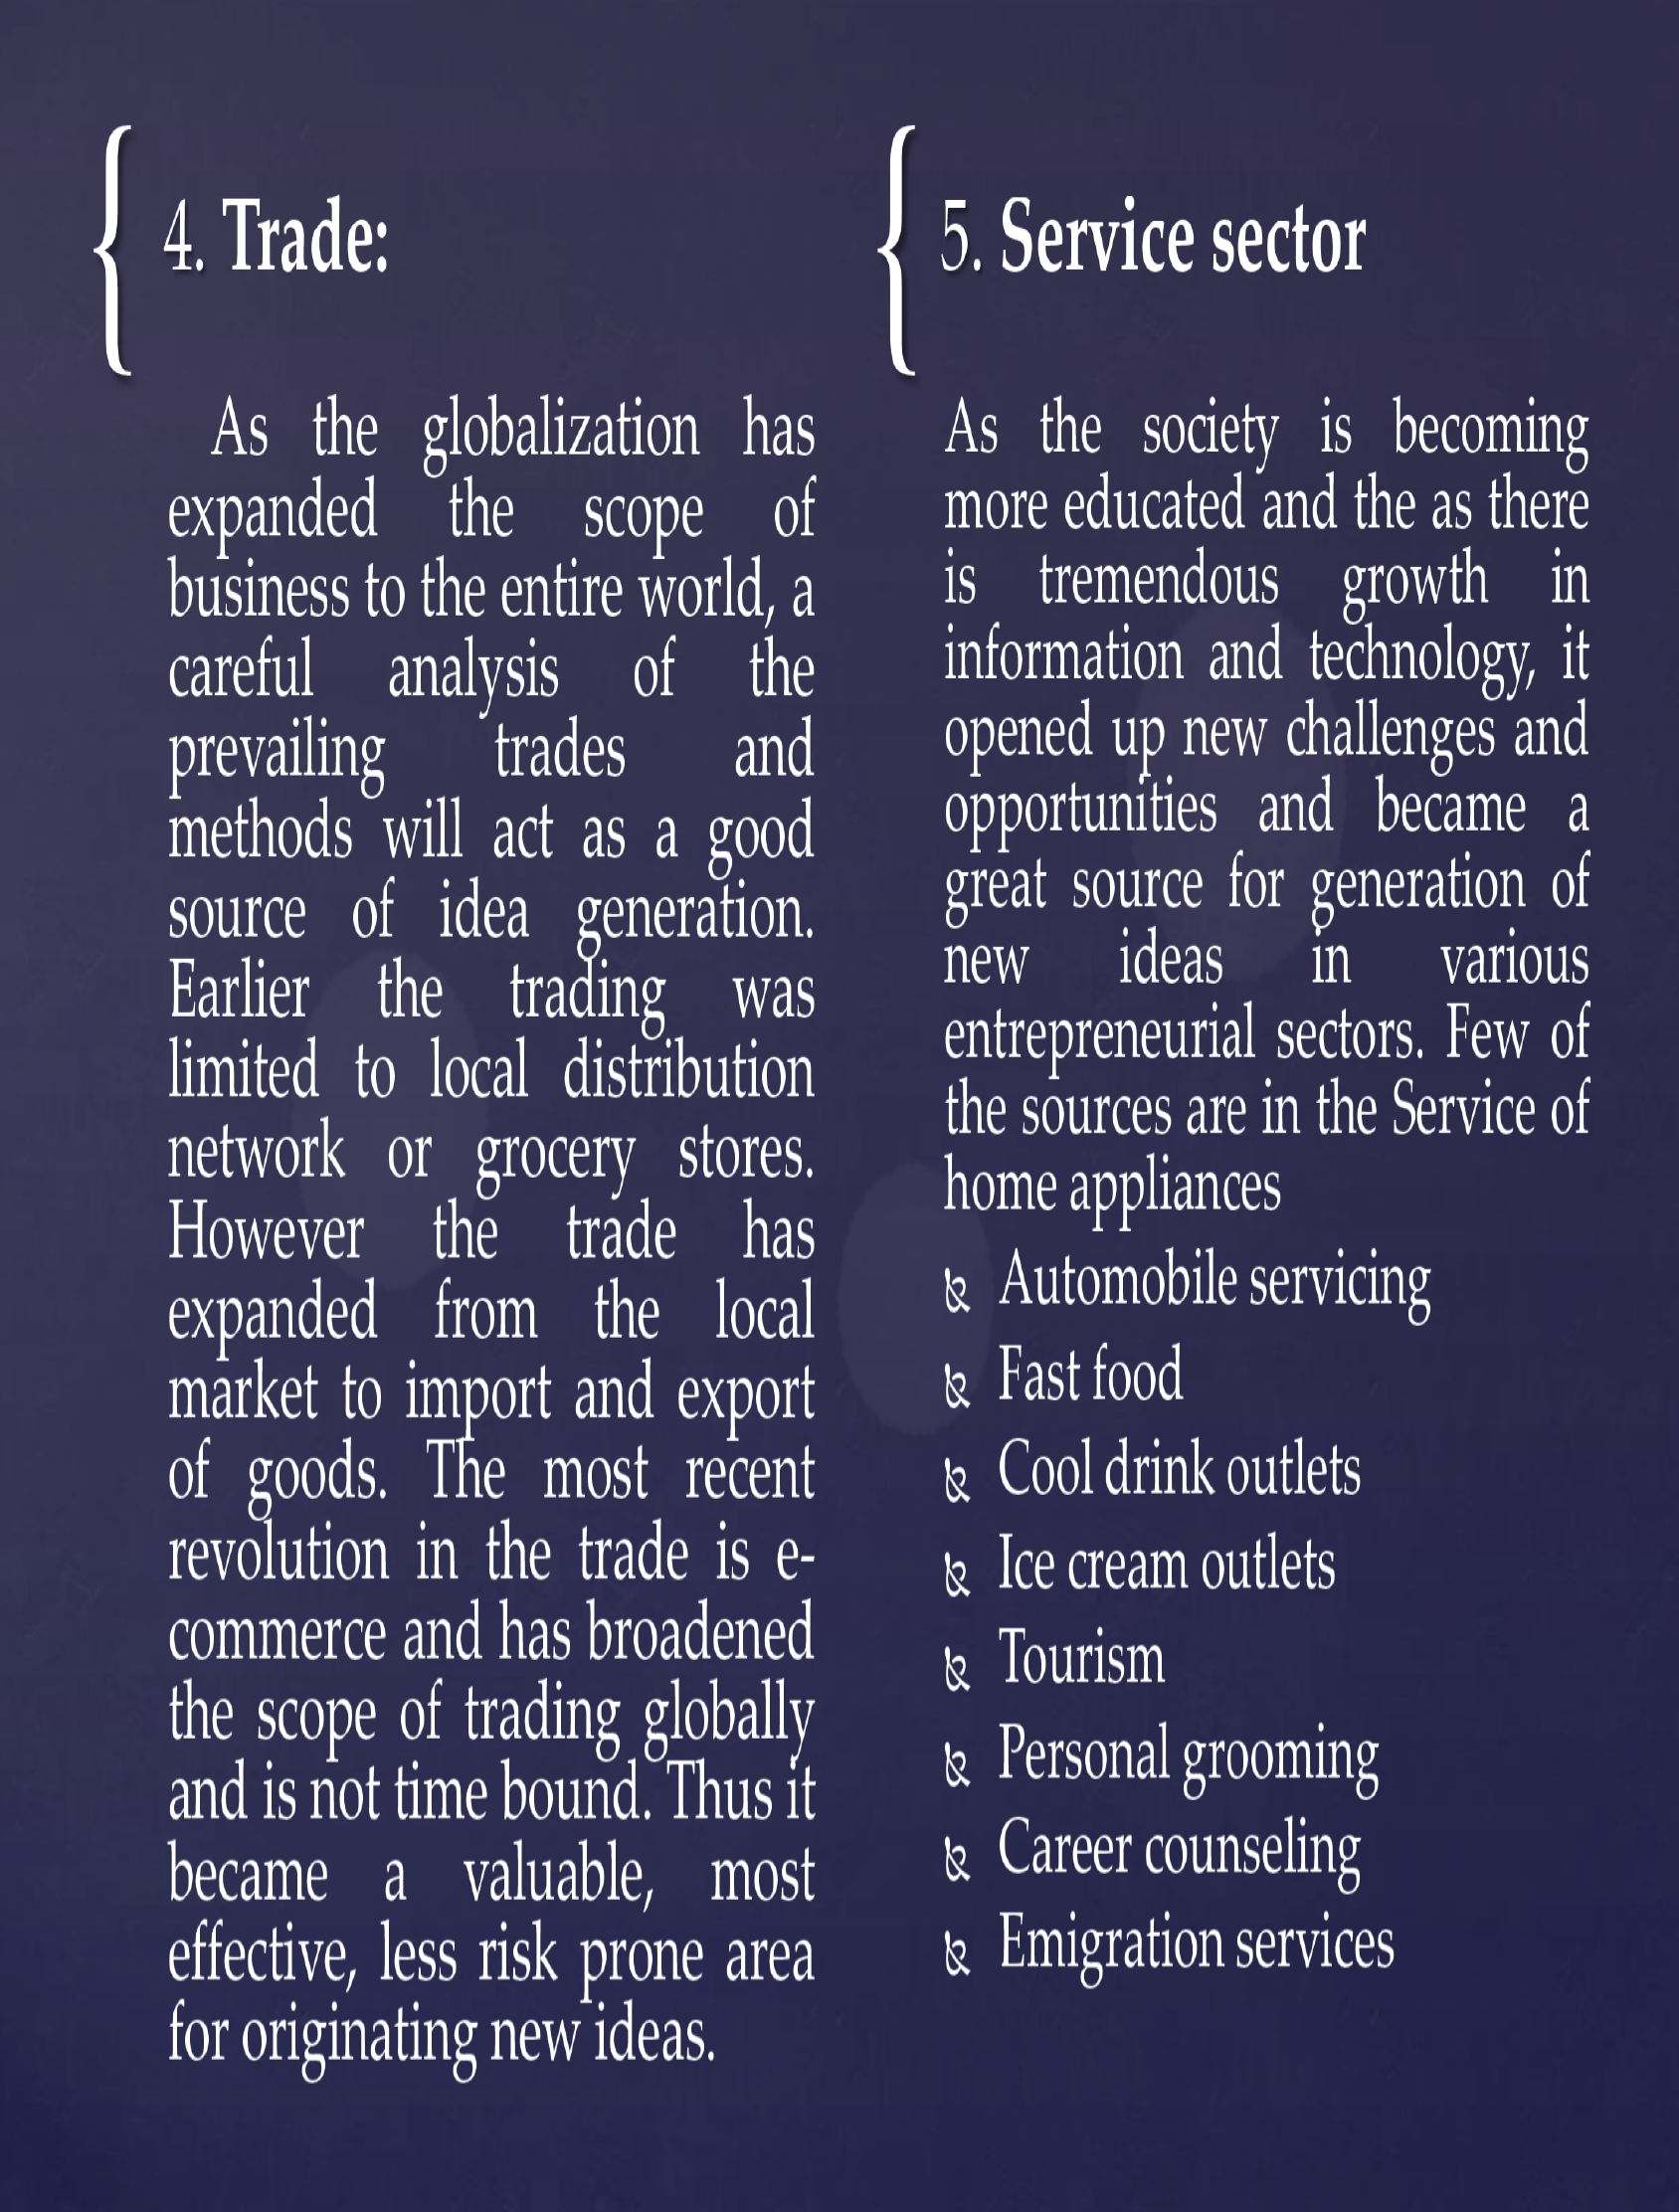 4. Trade:
As the globalization has
expanded the scope of
business to the entire world, a
careful analysis of the
prevailing trades and
methods will act as a good
source of idea generation.
Earlier the trading was
limited to local distribution
network or grocery stores.
However the trade has
expanded from the local
market to import and export
of goods. The most recent
revolution in the trade is e-
commerce and has broadened
the scope of trading globally
and is not time bound. Thus it
became a valuable, most
effective, less risk prone area
for originating new ideas.
5. Service sector
As the society is becoming
more educated and the as there
is tremendous growth in
information and technology, it
opened up new challenges and
opportunities and became a
great source for generation of
new ideas in various
entrepreneurial sectors. Few of
the sources are in the Service of
home appliances
Automobile servicing
Fast food
Cool drink outlets
Ice cream outlets
Tourism
Personal grooming
Career counseling
Emigration services